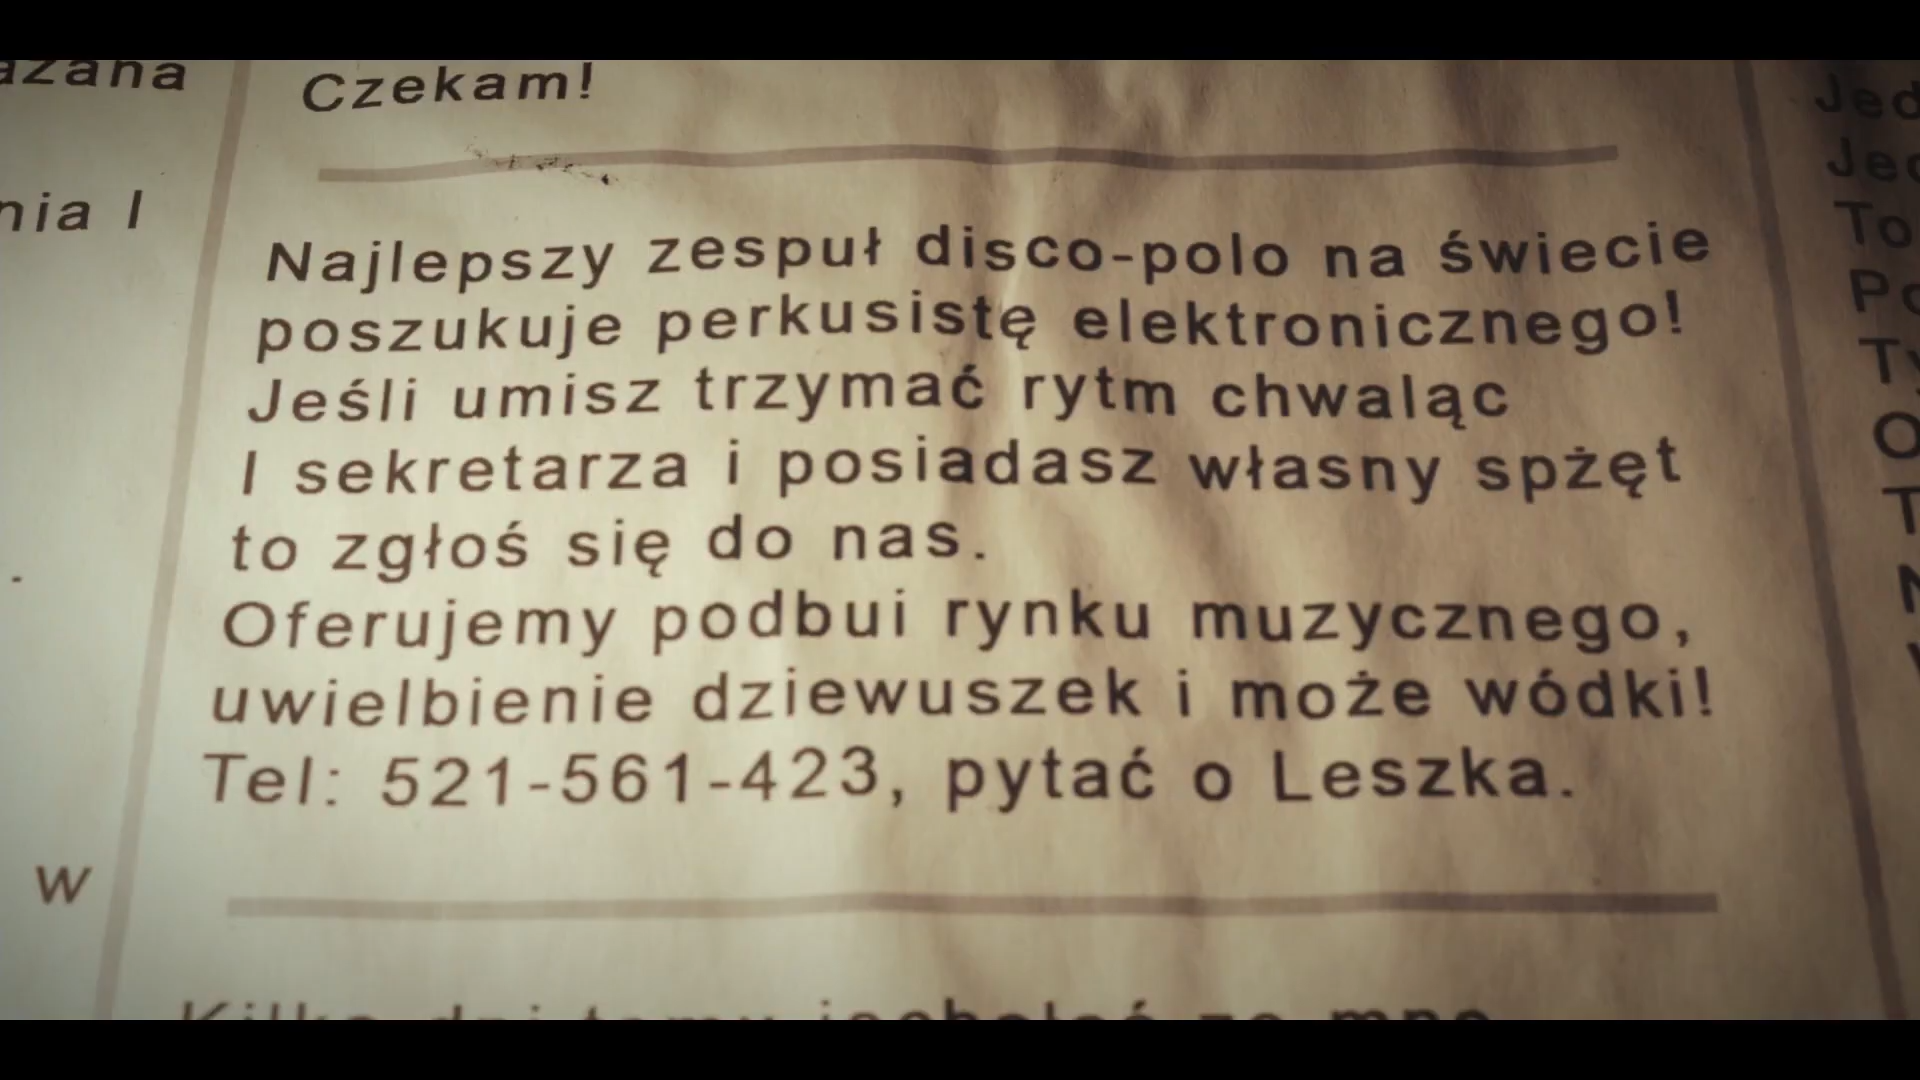 Czekam!
Najlepszy zespuł disco-polo na świecie
poszukuje perkusistę elektronicznego!
Jeśli umisz trzymać rytm chwaląc
I sekretarza i posiadasz własny spżęt
to zgłoś się do nas.
Oferujemy podbui rynku muzycznego,
uwielbienie dziewuszek i może wódki!
Tel: 521-561-423, pytać o Leszka.
nia I
w
To